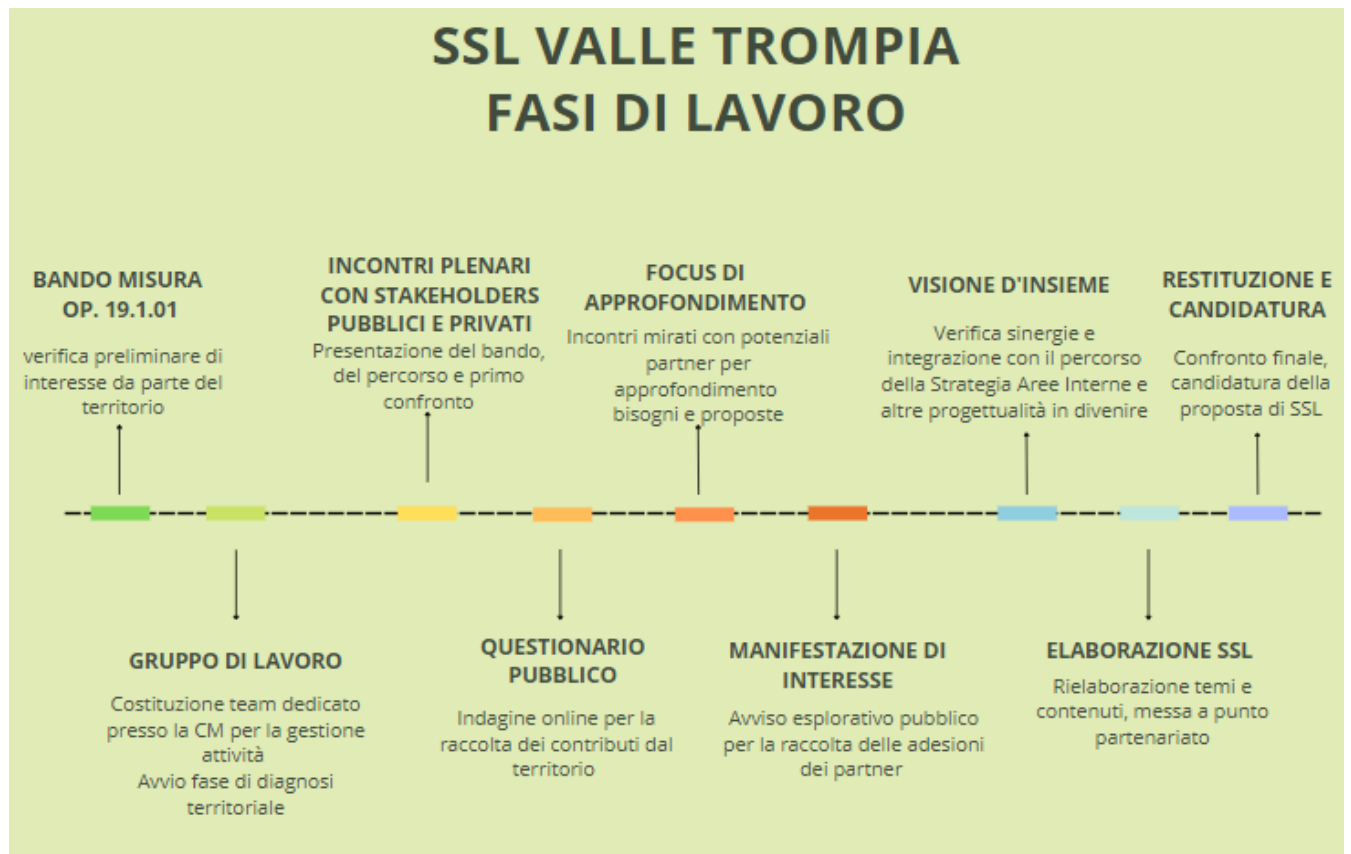 SSL VALLE TROMPIA
FASI DI LAVORO
BANDO MISURA
OP. 19.1.01
verifica preliminare di
interesse da parte del
territorio
INCONTRI PLENARI
CON STAKEHOLDERS
PUBBLICI E PRIVATI
Presentazione del bando,
del percorso e primo
confronto
FOCUS DI
APPROFONDIMENTO
Incontri mirati con potenziali
partner per
approfondimento
bisogni e proposte
VISIONE D'INSIEME
Verifica sinergie e
integrazione con il percorso
della Strategia Aree Interne e
altre progettualità in divenire
RESTITUZIONE E
CANDIDATURA
Confronto finale,
candidatura della
proposta di SSL
GRUPPO DI LAVORO
Costituzione team dedicato
presso la CM per la gestione
attività
Avvio fase di diagnosi
territoriale
QUESTIONARIO
PUBBLICO
Indagine online per la
raccolta dei contributi dal
territorio
MANIFESTAZIONE DI
INTERESSE
Avviso esplorativo pubblico
per la raccolta delle adesioni
dei partner
ELABORAZIONE SSL
Rielaborazione temi e
contenuti, messa a punto
partenariato